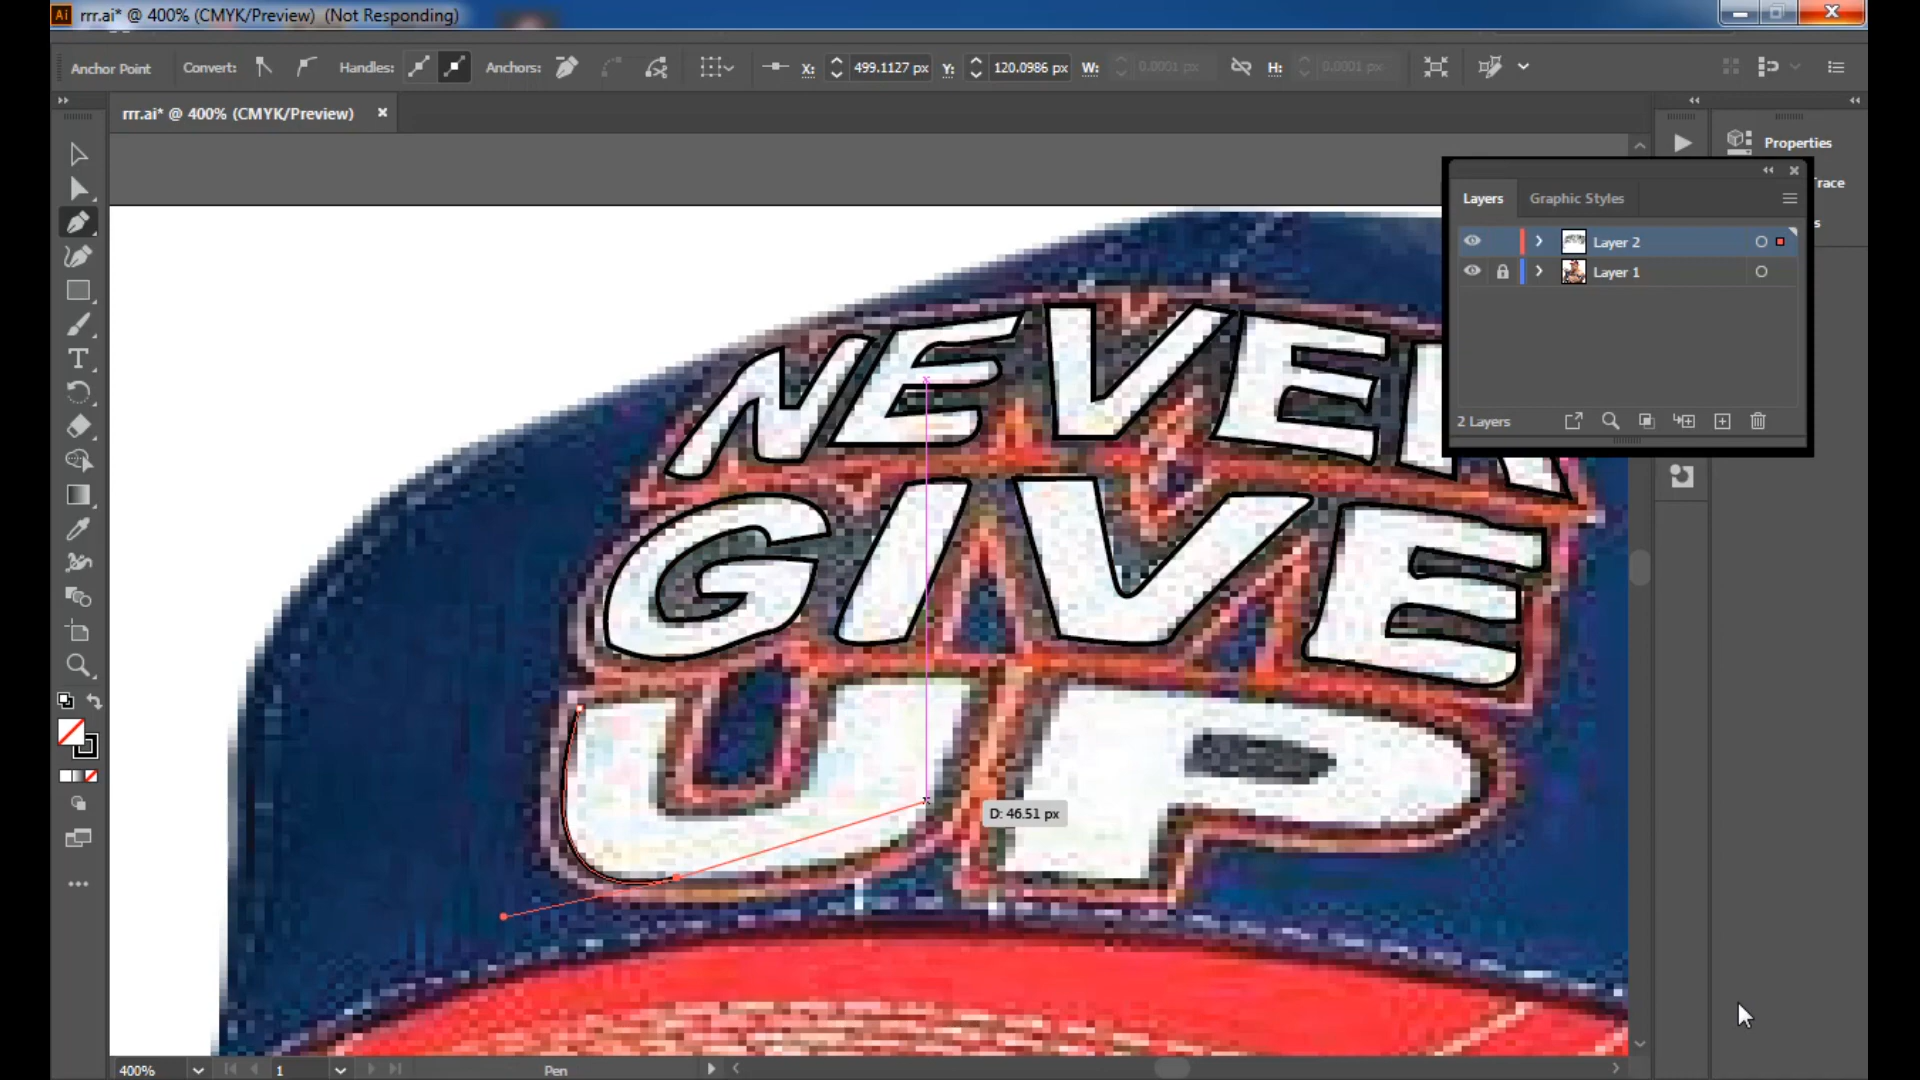 Ai rrr.ai* @ 400% (CMYK/Preview) (Not Responding)
Anchor Point Convert: Handles: Anchors: X: 499.1127 px Y: 120.0986 px W: 0.0001 px H: 0.0001 px
rrr.ai* @ 400% (CMYK/Preview) ×
Properties
Trace
s
Layers Graphic Styles
Layer 2
Layer 1
2 Layers
NEVER
GIVE
UP
D: 46.51 px
400% 1 Pen